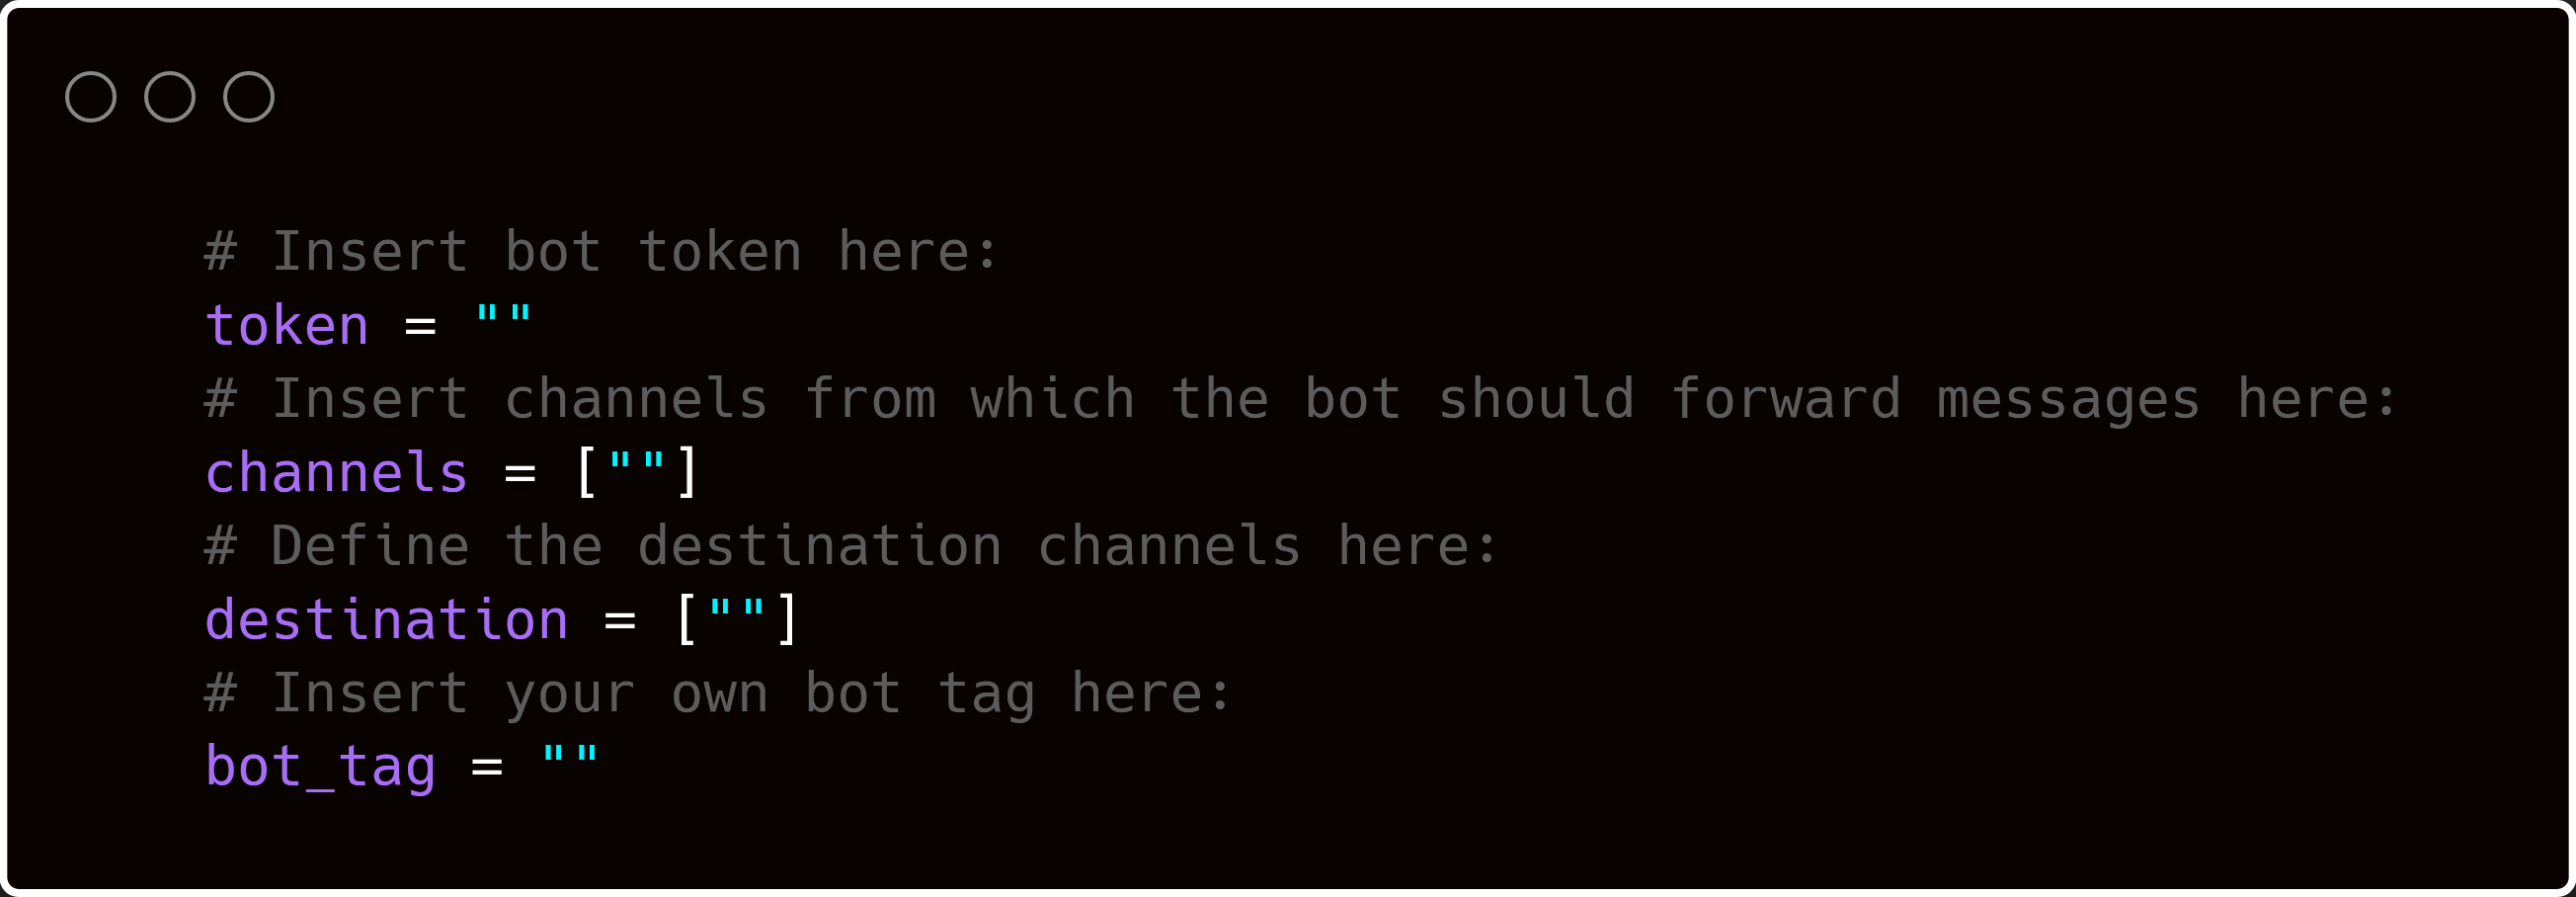 # Insert bot token here:
token = ""
# Insert channels from which the bot should forward messages here:
channels = [""]
# Define the destination channels here:
destination = [""]
# Insert your own bot tag here:
bot_tag = ""